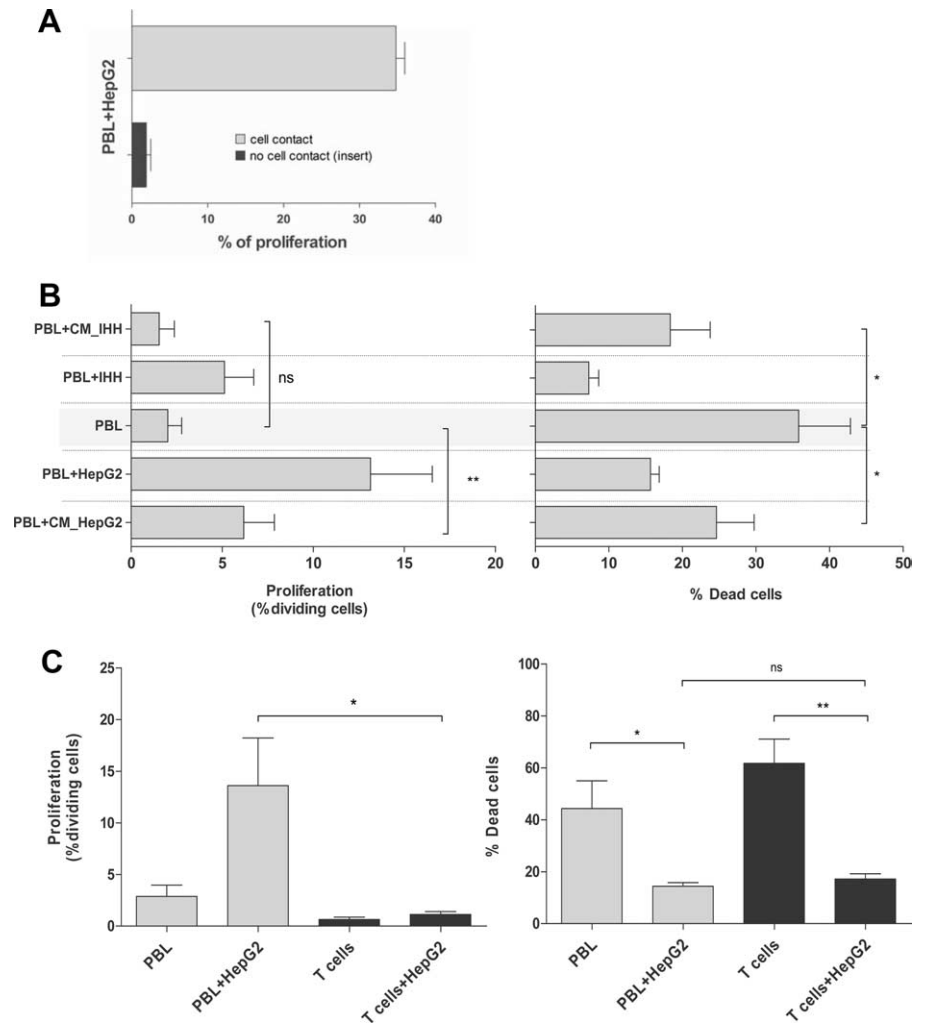 A
PBL+HepG2
cell contact
no cell contact (insert)
0 10 20 30 40
% of proliferation
B
PBL+CM_IHH
PBL+IHH
PBL
PBL+HepG2
PBL+CM_HepG2
ns
**
0 5 10 15 20
Proliferation
(%dividing cells)
*
*
0 10 20 30 40 50
% Dead cells
C
Proliferation
(%dividing cells)
25
20
15
10
5
0
*
PBL
PBL+HepG2
T cells
T cells+HepG2
% Dead cells
100
80
60
40
20
0
ns
*
**
PBL
PBL+HepG2
T cells
T cells+HepG2